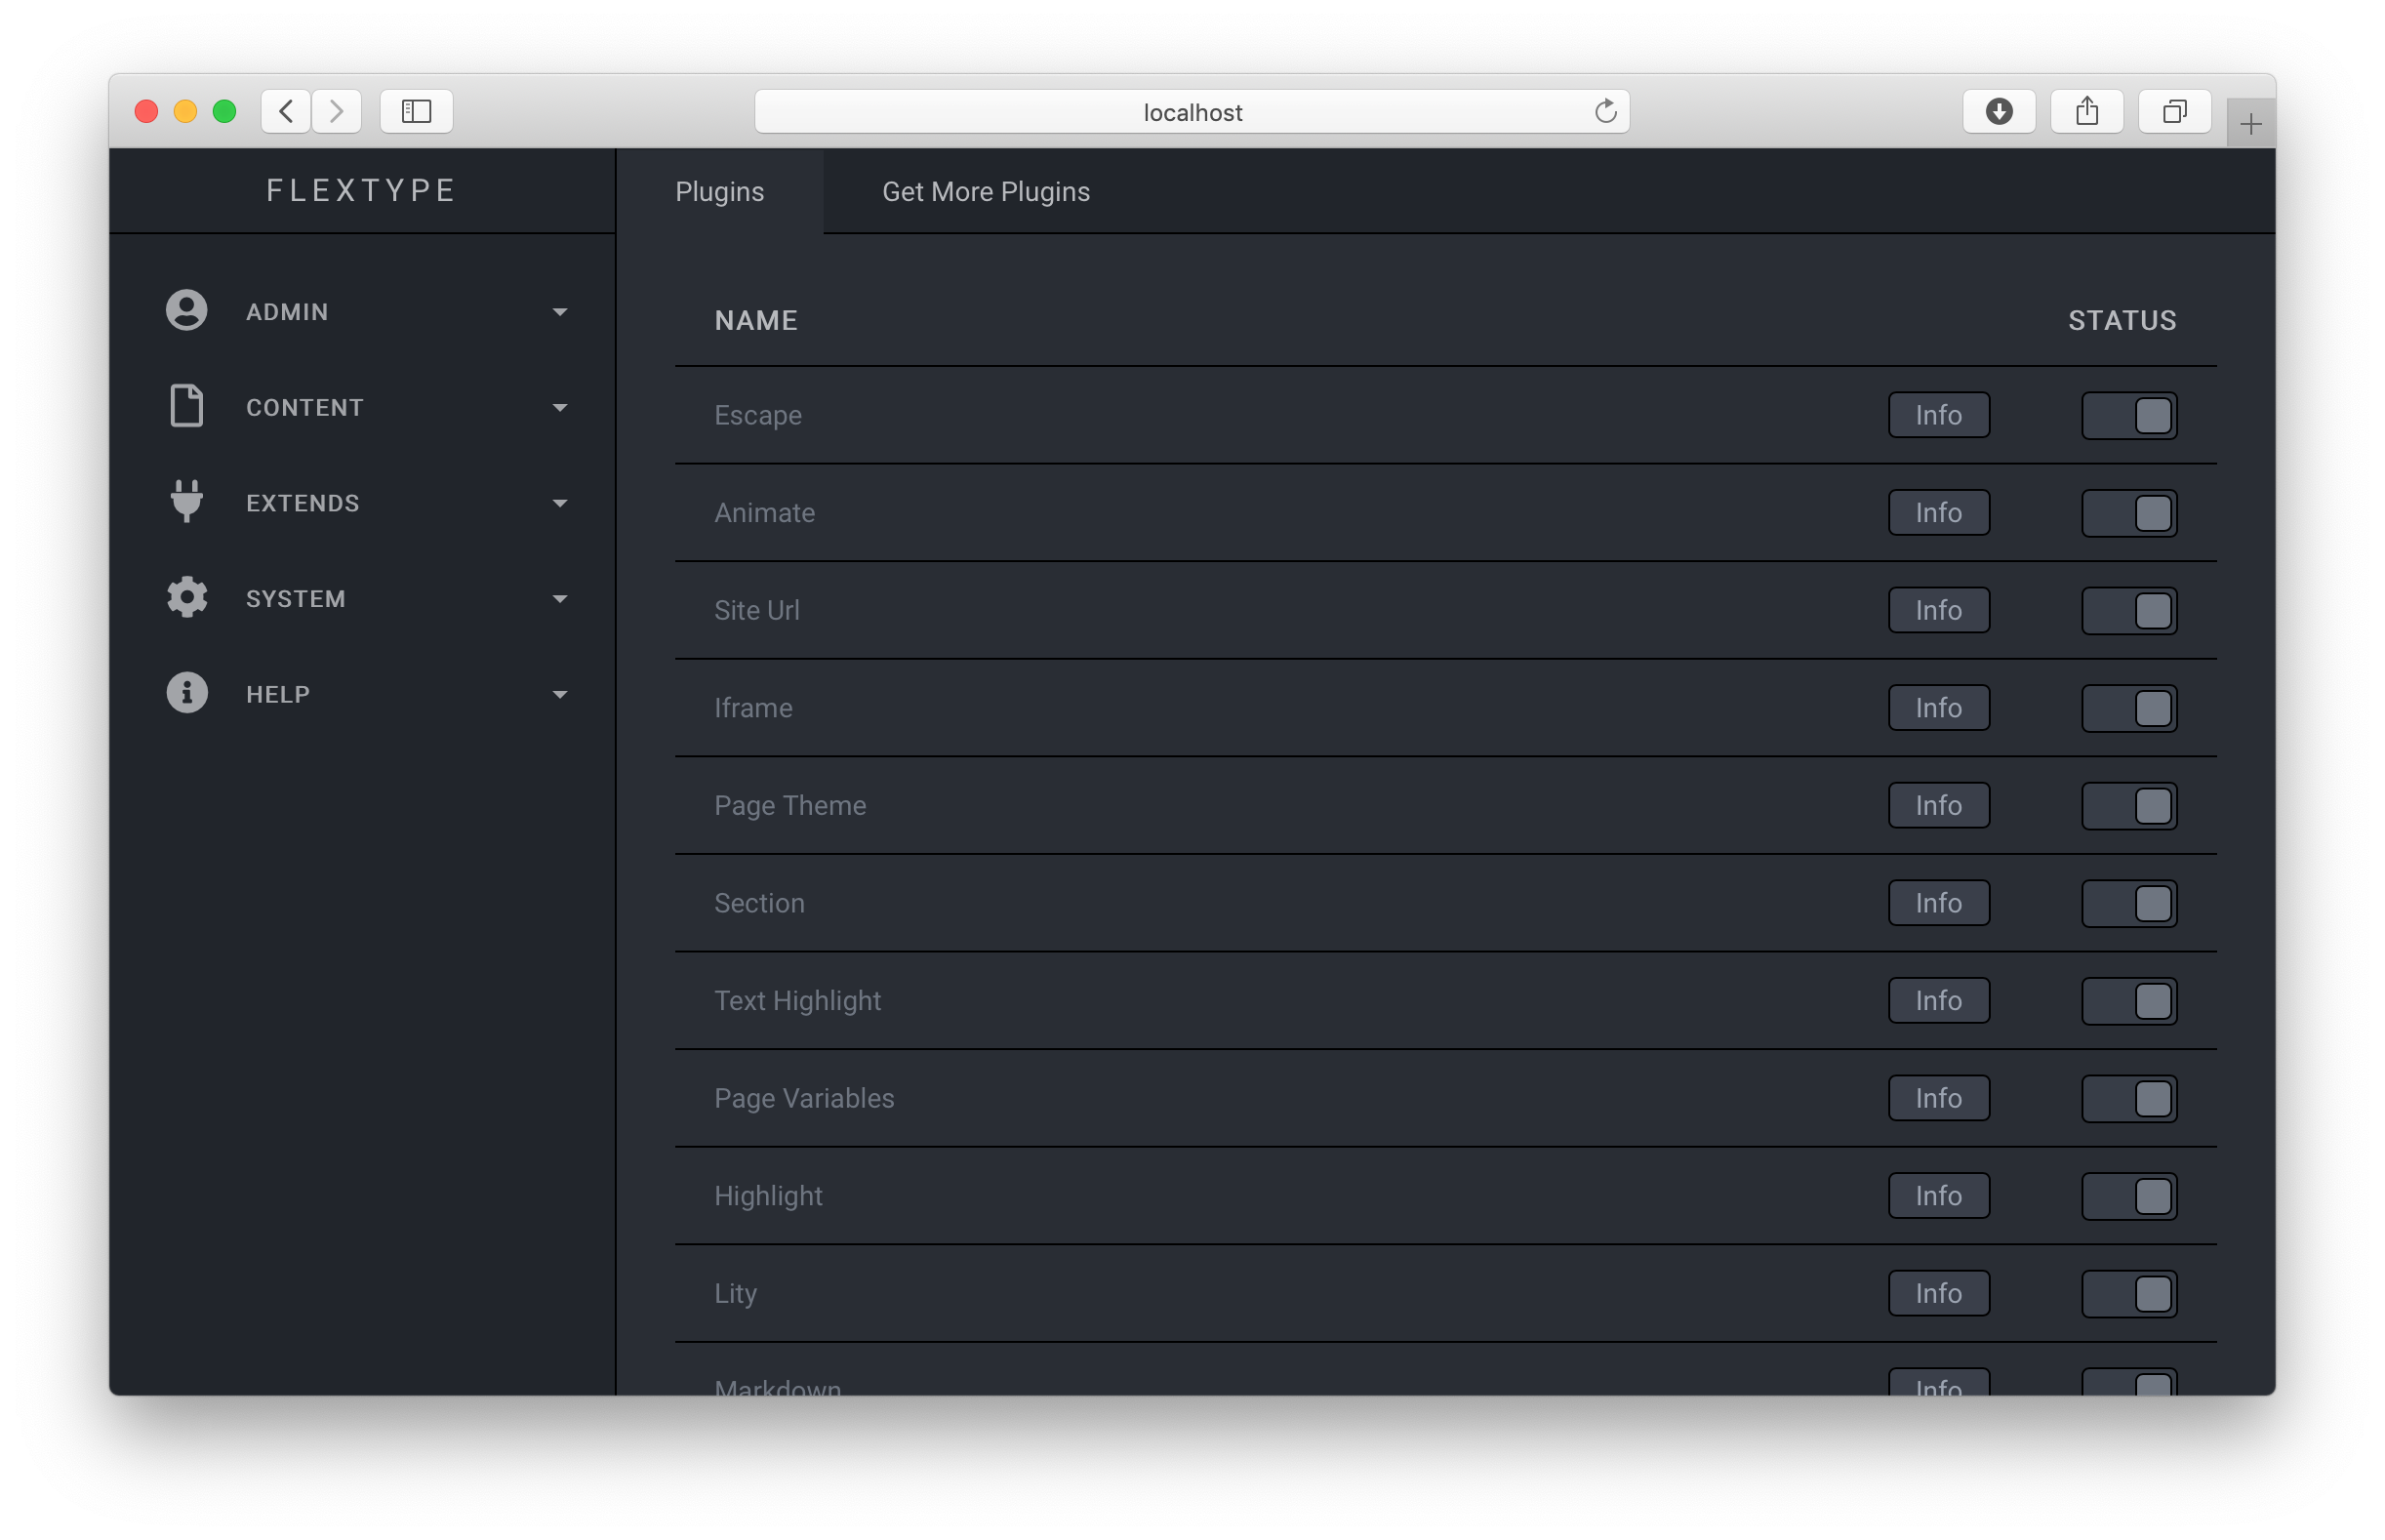 localhost
FLEXTYPE
Plugins
Get More Plugins
ADMIN
CONTENT
EXTENDS
SYSTEM
HELP
NAME
STATUS
Escape
Info
Animate
Info
Site Url
Info
Iframe
Info
Page Theme
Info
Section
Info
Text Highlight
Info
Page Variables
Info
Highlight
Info
Lity
Info
Markdown
Info